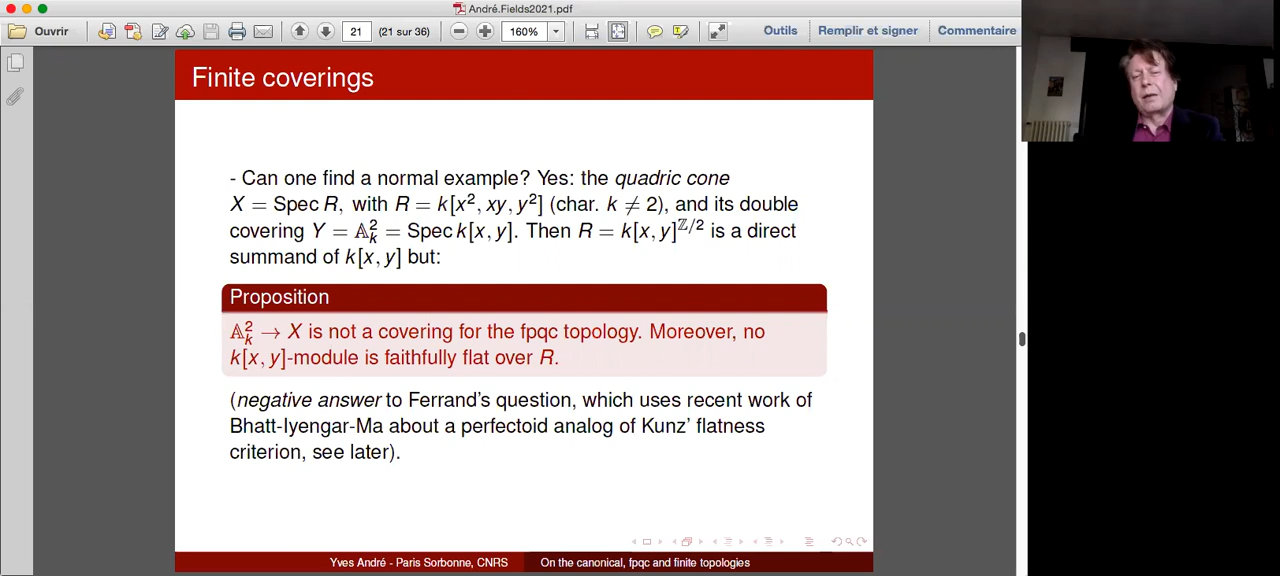 André.Fields2021.pdf
Ouvrir
21
(21 sur 36)
160%
Outils
Remplir et signer
Commentaire
Finite coverings
- Can one find a normal example? Yes: the quadric cone
X = Spec R, with R = k[x², xy, y²] (char. k ≠ 2), and its double
covering Y = 𝔸²ₖ = Spec k[x, y]. Then R = k[x, y]^{ℤ/2} is a direct
summand of k[x, y] but:
Proposition
𝔸²ₖ → X is not a covering for the fpqc topology. Moreover, no
k[x, y]-module is faithfully flat over R.
(negative answer to Ferrand's question, which uses recent work of
Bhatt-Iyengar-Ma about a perfectoid analog of Kunz' flatness
criterion, see later).
Yves André - Paris Sorbonne, CNRS
On the canonical, fpqc and finite topologies